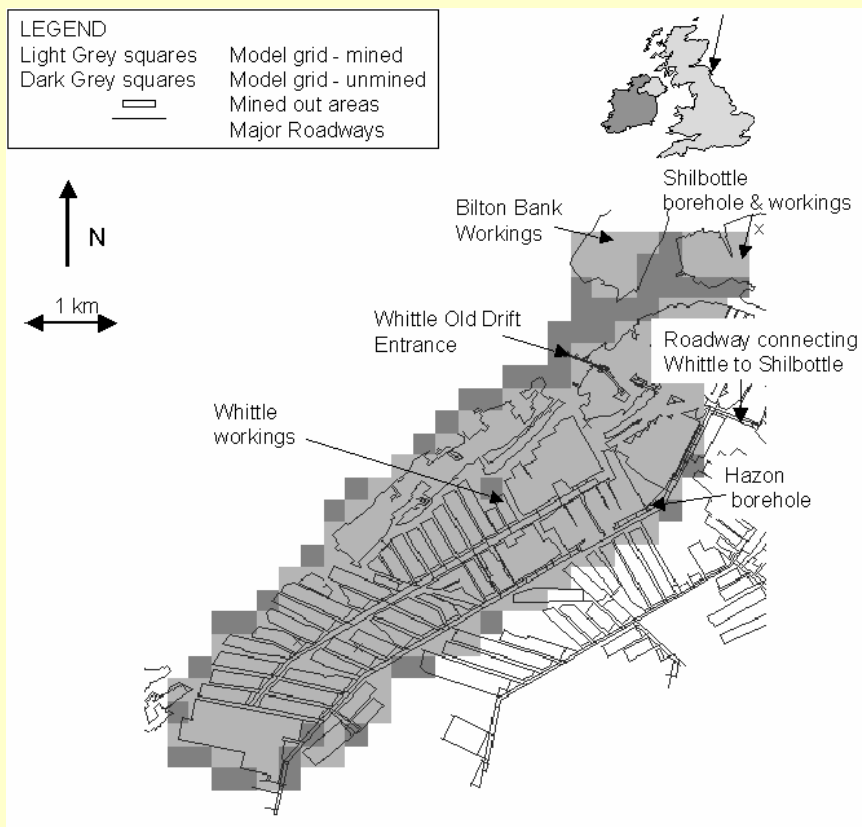 LEGEND
Light Grey squares Model grid - mined
Dark Grey squares Model grid - unmined
Mined out areas
Major Roadways
N
1 km
Bilton Bank
Workings
Shilbottle
borehole & workings
x
Whittle Old Drift
Entrance
Roadway connecting
Whittle to Shilbottle
Whittle
workings
Hazon
borehole